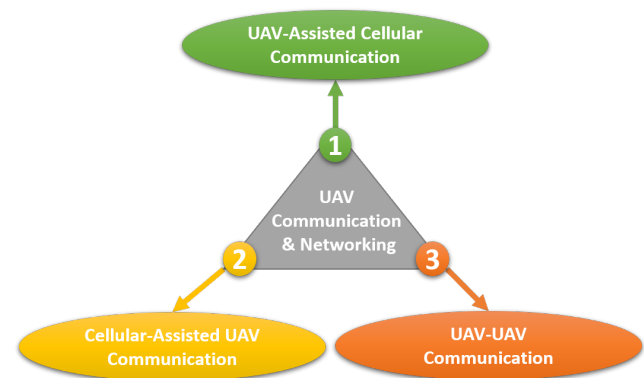 UAV-Assisted Cellular
Communication
1
UAV
Communication
& Networking
2
3
Cellular-Assisted UAV
Communication
UAV-UAV
Communication